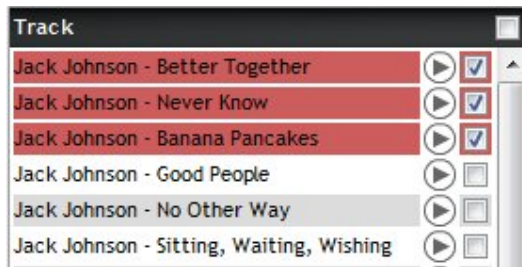 Track
Jack Johnson - Better Together
Jack Johnson - Never Know
Jack Johnson - Banana Pancakes
Jack Johnson - Good People
Jack Johnson - No Other Way
Jack Johnson - Sitting, Waiting, Wishing